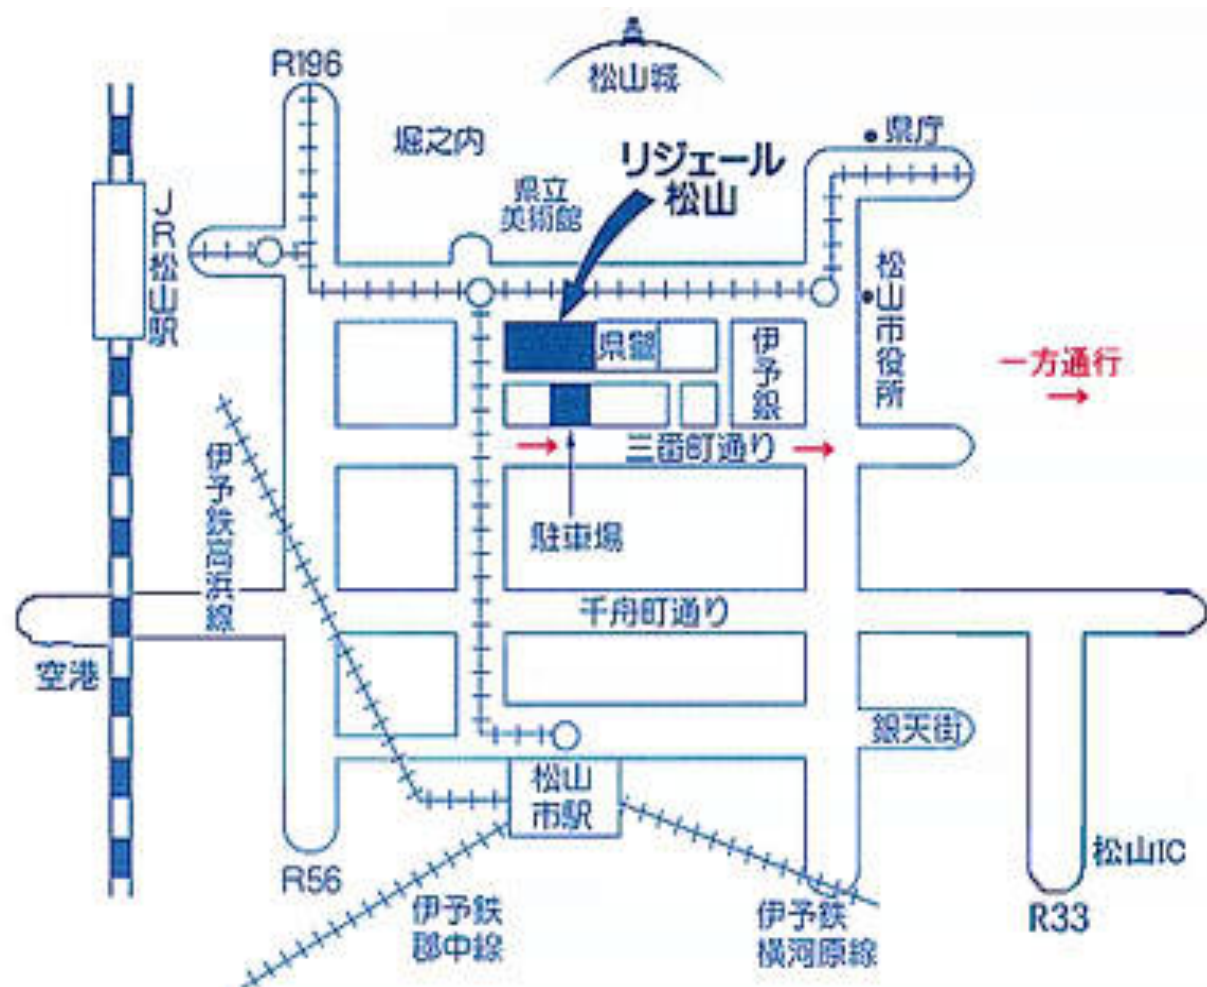 R196
松山城
県庁
堀之内
リジェール
松山
県立
美術館
JR松山駅
松山市役所
県警
伊予銀
一方通行
三番町通り
伊予鉄高浜線
駐車場
千舟町通り
空港
銀天街
松山
市駅
松山IC
R56
伊予鉄
郡中線
伊予鉄
横河原線
R33